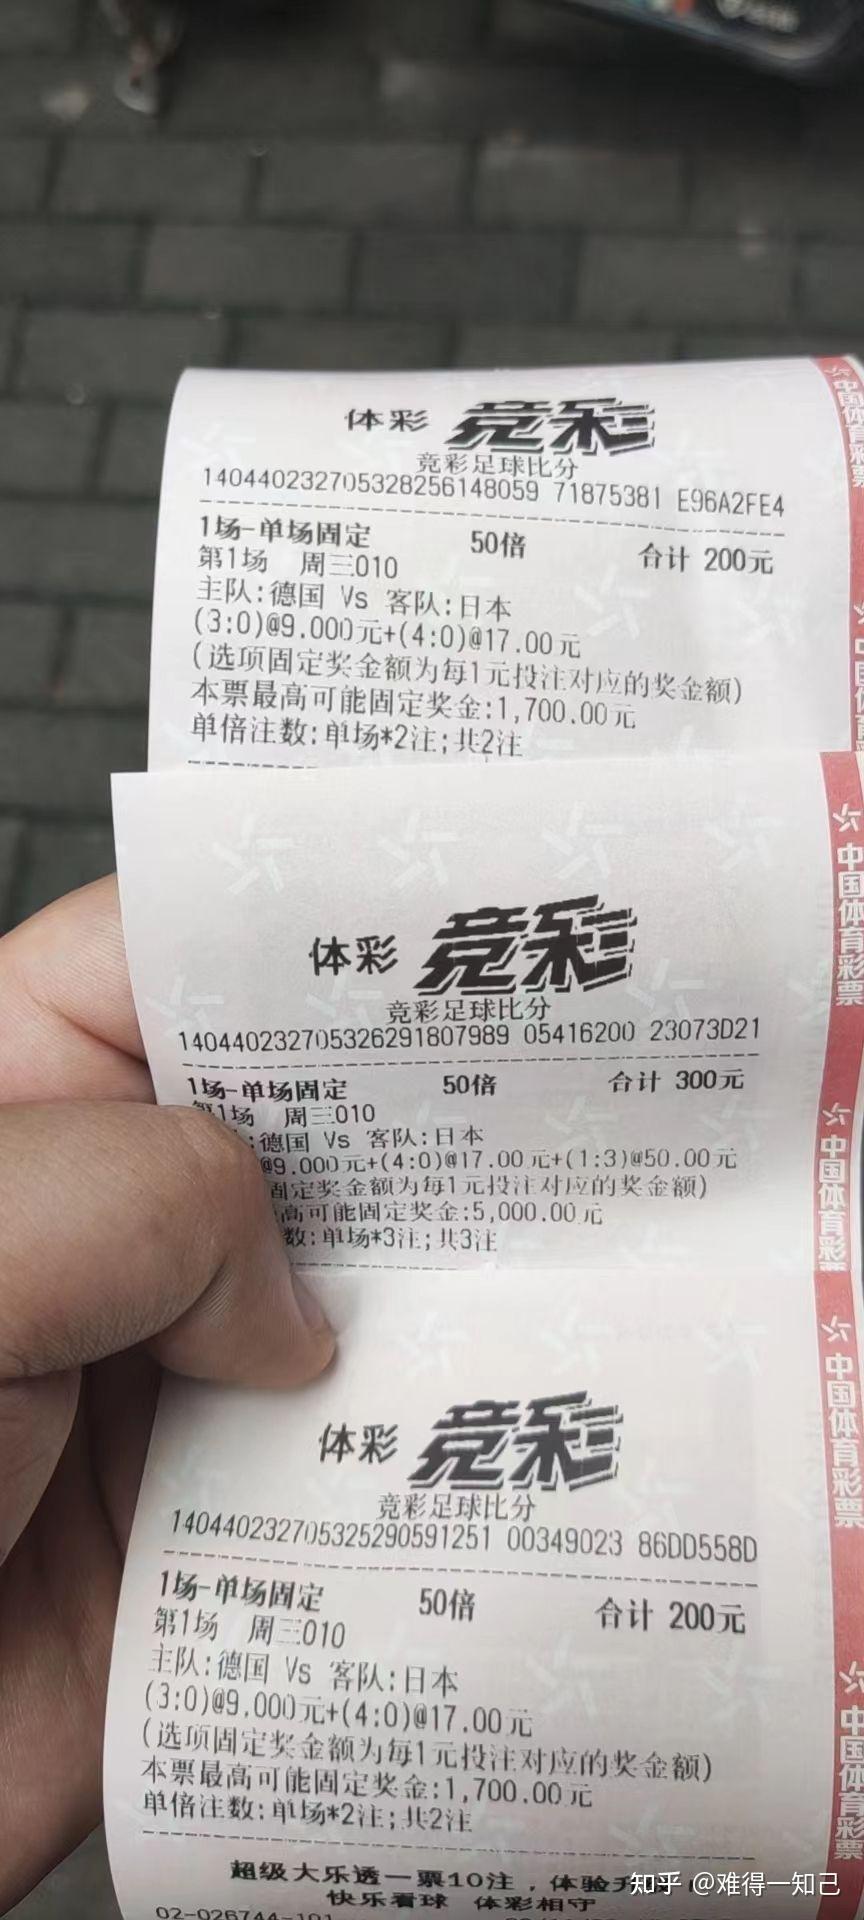 体彩 竞彩
竞彩足球比分
140440232705328256148059 71875381 E96A2FE4
1场-单场固定 50倍 合计 200元
第1场 周三010
主队:德国 Vs 客队:日本
(3:0)@9.000元+(4:0)@17.00元
(选项固定奖金额为每1元投注对应的奖金额)
本票最高可能固定奖金:1,700.00元
单倍注数:单场*2注;共2注
体彩 竞彩
竞彩足球比分
140440232705326291807989 05416200 23073D21
1场-单场固定 50倍 合计 300元
第1场 周三010
:德国 Vs 客队:日本
@9.000元+(4:0)@17.00元+(1:3)@50.00元
固定奖金额为每1元投注对应的奖金额)
高可能固定奖金:5,000.00元
数:单场*3注;共3注
体彩 竞彩
竞彩足球比分
140440232705325290591251 00349023 86DD558D
1场-单场固定 50倍 合计 200元
第1场 周三010
主队:德国 Vs 客队:日本
(3:0)@9.000元+(4:0)@17.00元
(选项固定奖金额为每1元投注对应的奖金额)
本票最高可能固定奖金:1,700.00元
单倍注数:单场*2注;共2注
超级大乐透一票10注，体验升
快乐看球 体彩相守
02-026744-101
中国体育彩票
中国体育彩票
中国体育彩票
中国体育彩票
中国体育彩票
知乎 @难得一知己